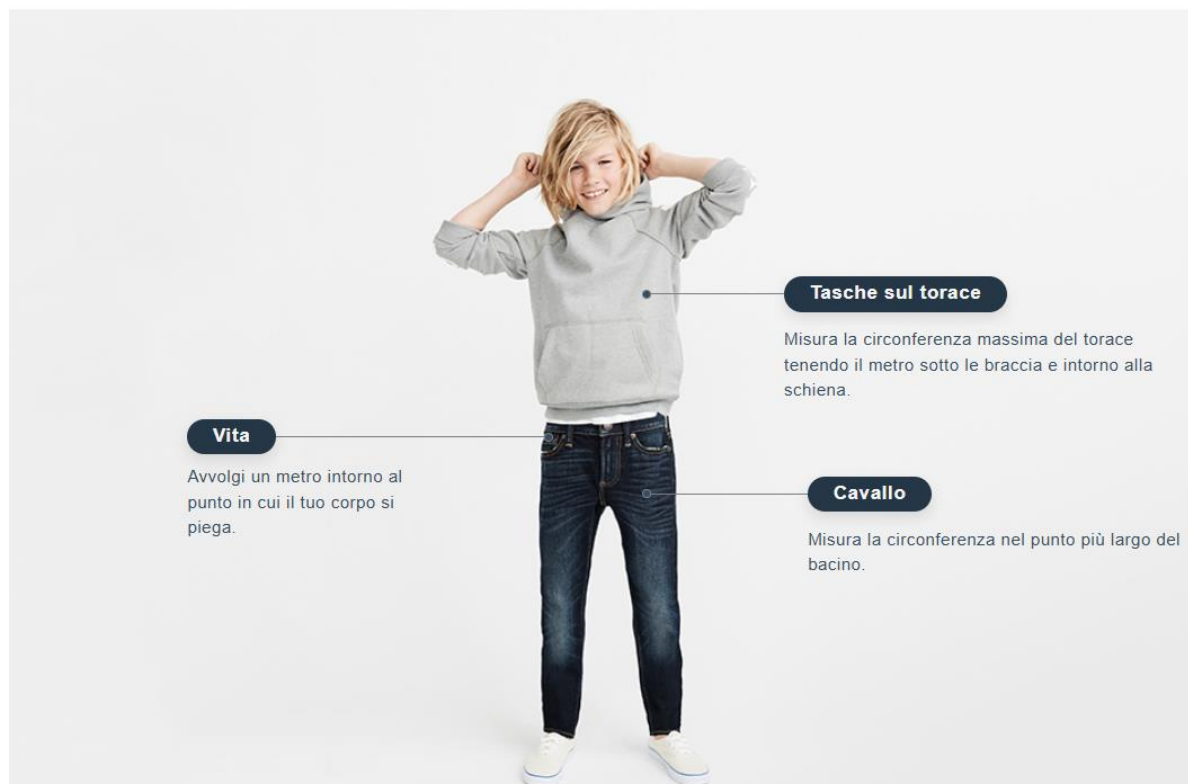 Tasche sul torace
Misura la circonferenza massima del torace
tenendo il metro sotto le braccia e intorno alla
schiena.
Vita
Avvolgi un metro intorno al
punto in cui il tuo corpo si
piega.
Cavallo
Misura la circonferenza nel punto più largo del
bacino.